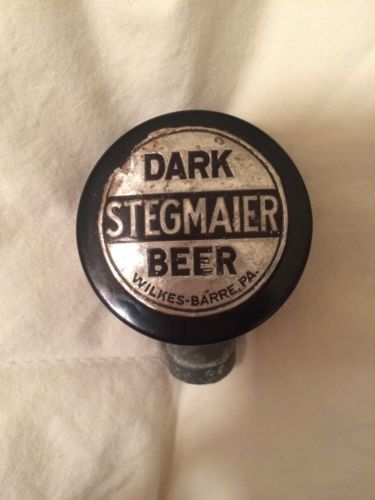 DARK
STEGMAIER
BEER
WILKES-BARRE, PA.